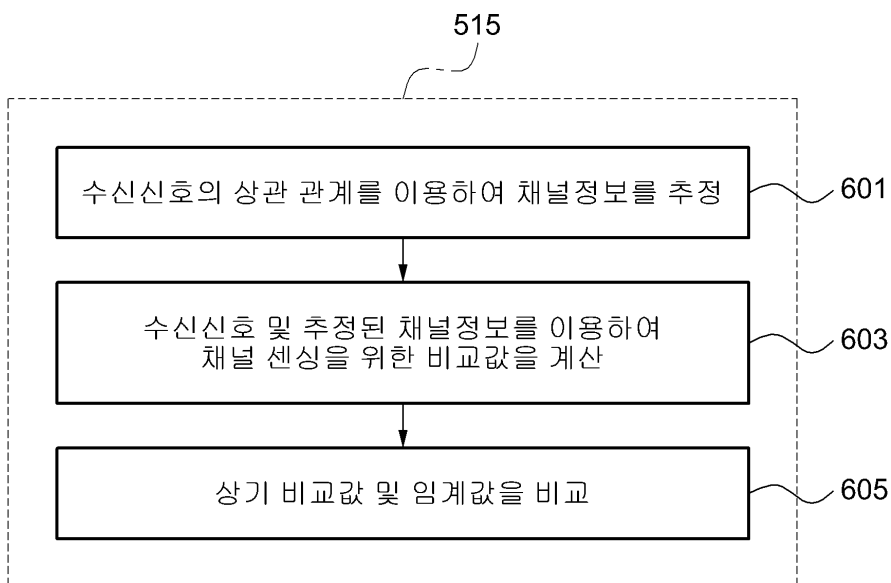 515
수신신호의 상관 관계를 이용하여 채널정보를 추정
601
수신신호 및 추정된 채널정보를 이용하여
채널 센싱을 위한 비교값을 계산
603
상기 비교값 및 임계값을 비교
605